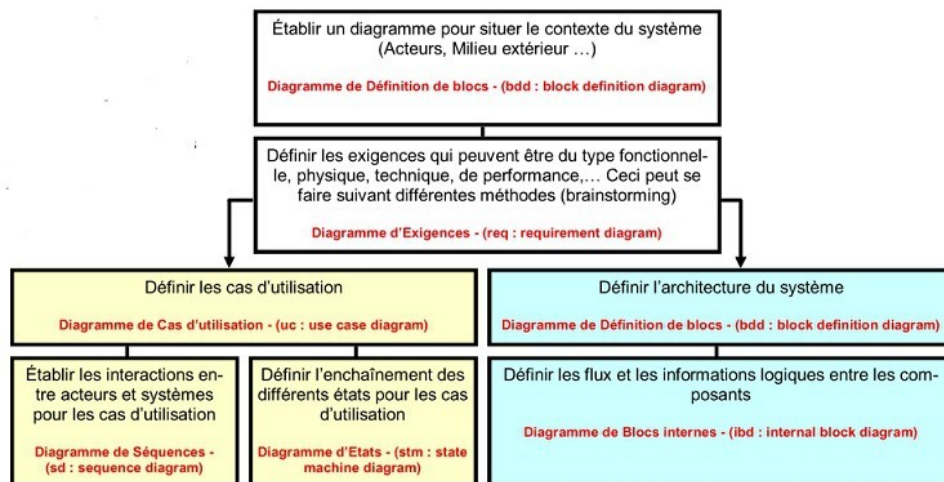 Établir un diagramme pour situer le contexte du système
(Acteurs, Milieu extérieur ...)
Diagramme de Définition de blocs - (bdd : block definition diagram)
Définir les exigences qui peuvent être du type fonctionnel-
le, physique, technique, de performance,... Ceci peut se
faire suivant différentes méthodes (brainstorming)
Diagramme d'Exigences - (req : requirement diagram)
Définir les cas d'utilisation
Diagramme de Cas d'utilisation - (uc : use case diagram)
Établir les interactions en-
tre acteurs et systèmes
pour les cas d'utilisation
Diagramme de Séquences -
(sd : sequence diagram)
Définir l'enchaînement des
différents états pour les cas
d'utilisation
Diagramme d'Etats - (stm : state
machine diagram)
Définir l'architecture du système
Diagramme de Définition de blocs - (bdd : block definition diagram)
Définir les flux et les informations logiques entre les com-
posants
Diagramme de Blocs internes - (ibd : internal block diagram)